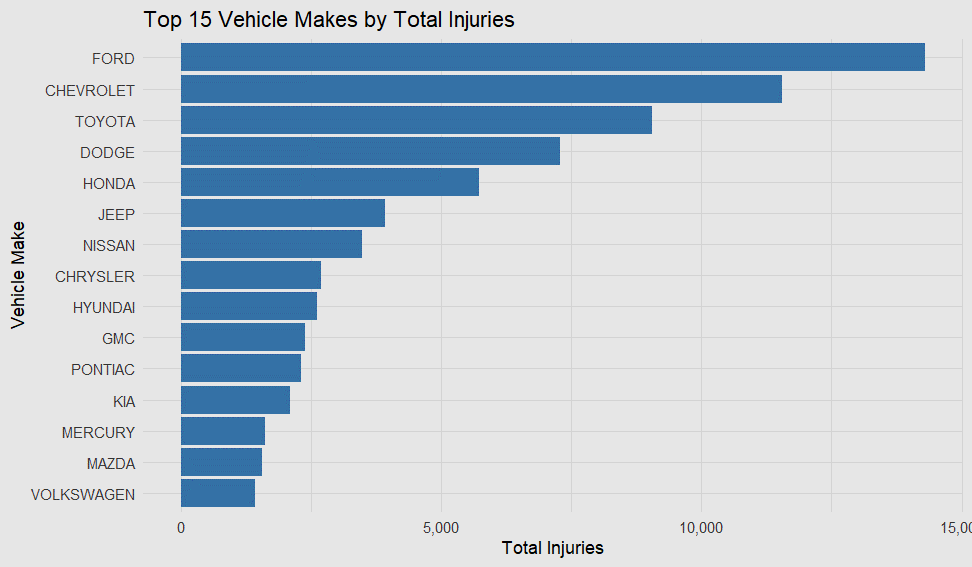 Top 15 Vehicle Makes by Total Injuries
Vehicle Make
FORD
CHEVROLET
TOYOTA
DODGE
HONDA
JEEP
NISSAN
CHRYSLER
HYUNDAI
GMC
PONTIAC
KIA
MERCURY
MAZDA
VOLKSWAGEN
0 5,000 10,000 15,00
Total Injuries